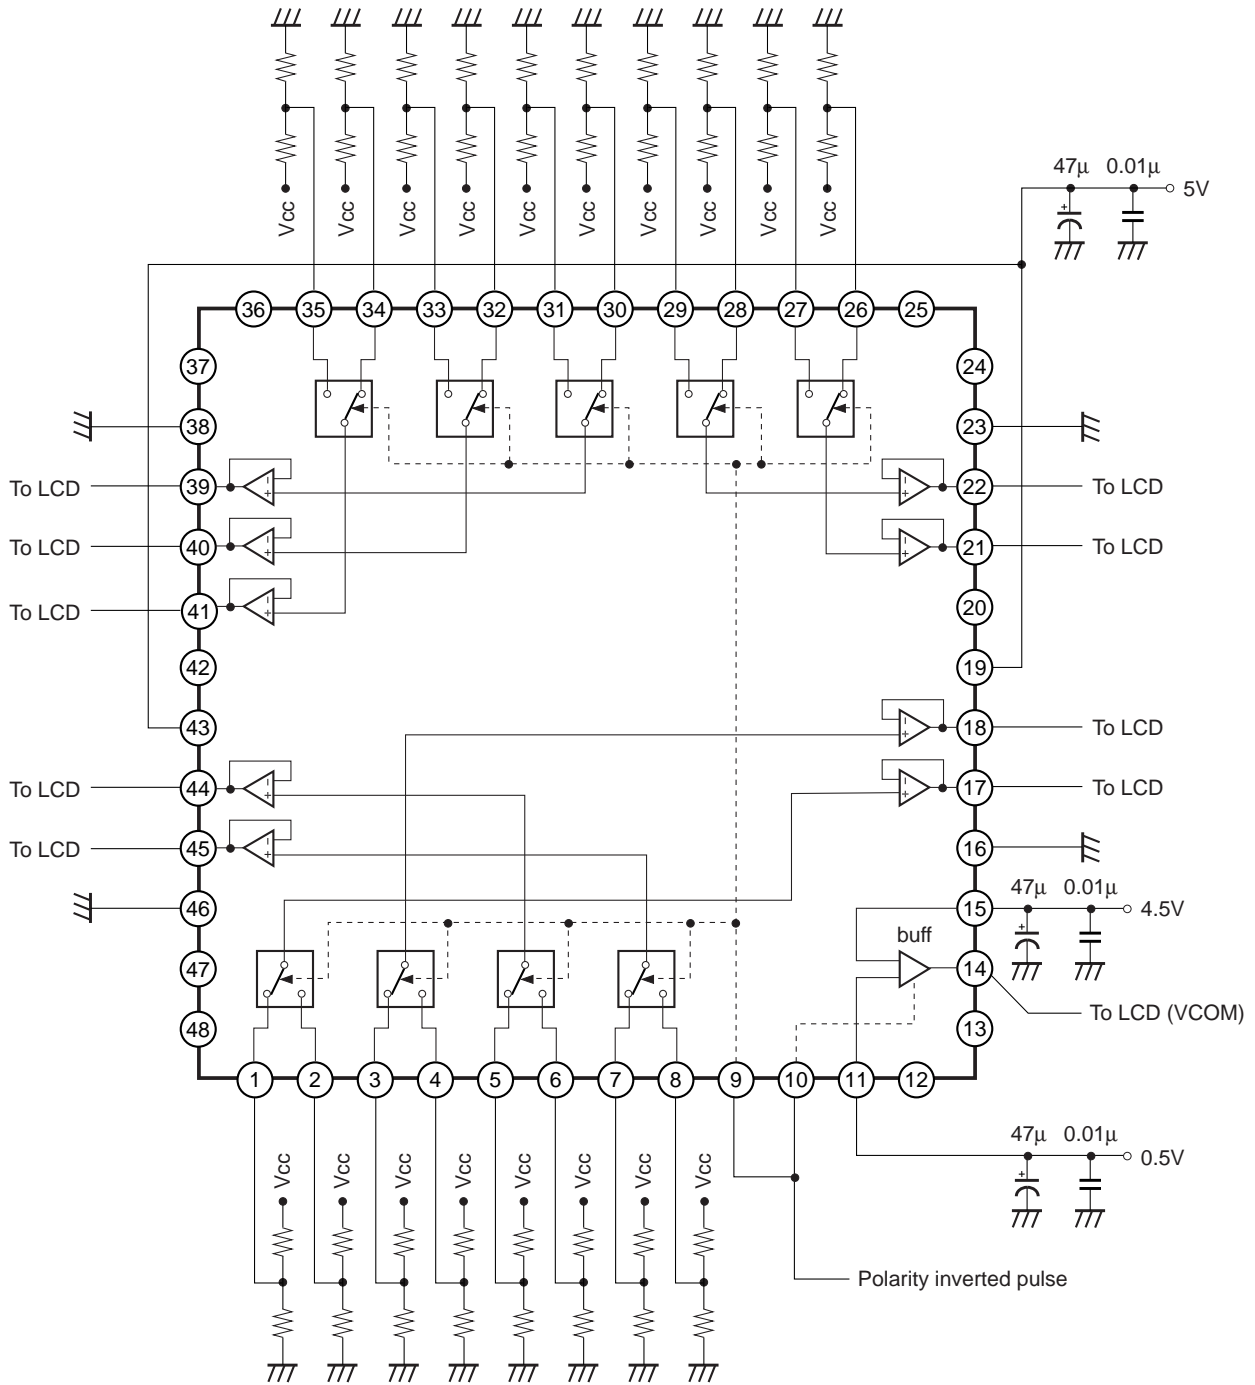 47μ 0.01μ
5V
Vcc Vcc Vcc Vcc Vcc Vcc Vcc Vcc Vcc Vcc
36 35 34 33 32 31 30 29 28 27 26 25
37 24
38 23
To LCD 39 - + - + 22 To LCD
To LCD 40 - + - + 21 To LCD
To LCD 41 - + 20
42 19
43 - + 18 To LCD
To LCD 44 - + - + 17 To LCD
To LCD 45 - + 16
47μ 0.01μ
46 15 4.5V
buff
47 14
To LCD (VCOM)
48 13
1 2 3 4 5 6 7 8 9 10 11 12
47μ 0.01μ
0.5V
Vcc Vcc Vcc Vcc Vcc Vcc Vcc Vcc
+
Polarity inverted pulse